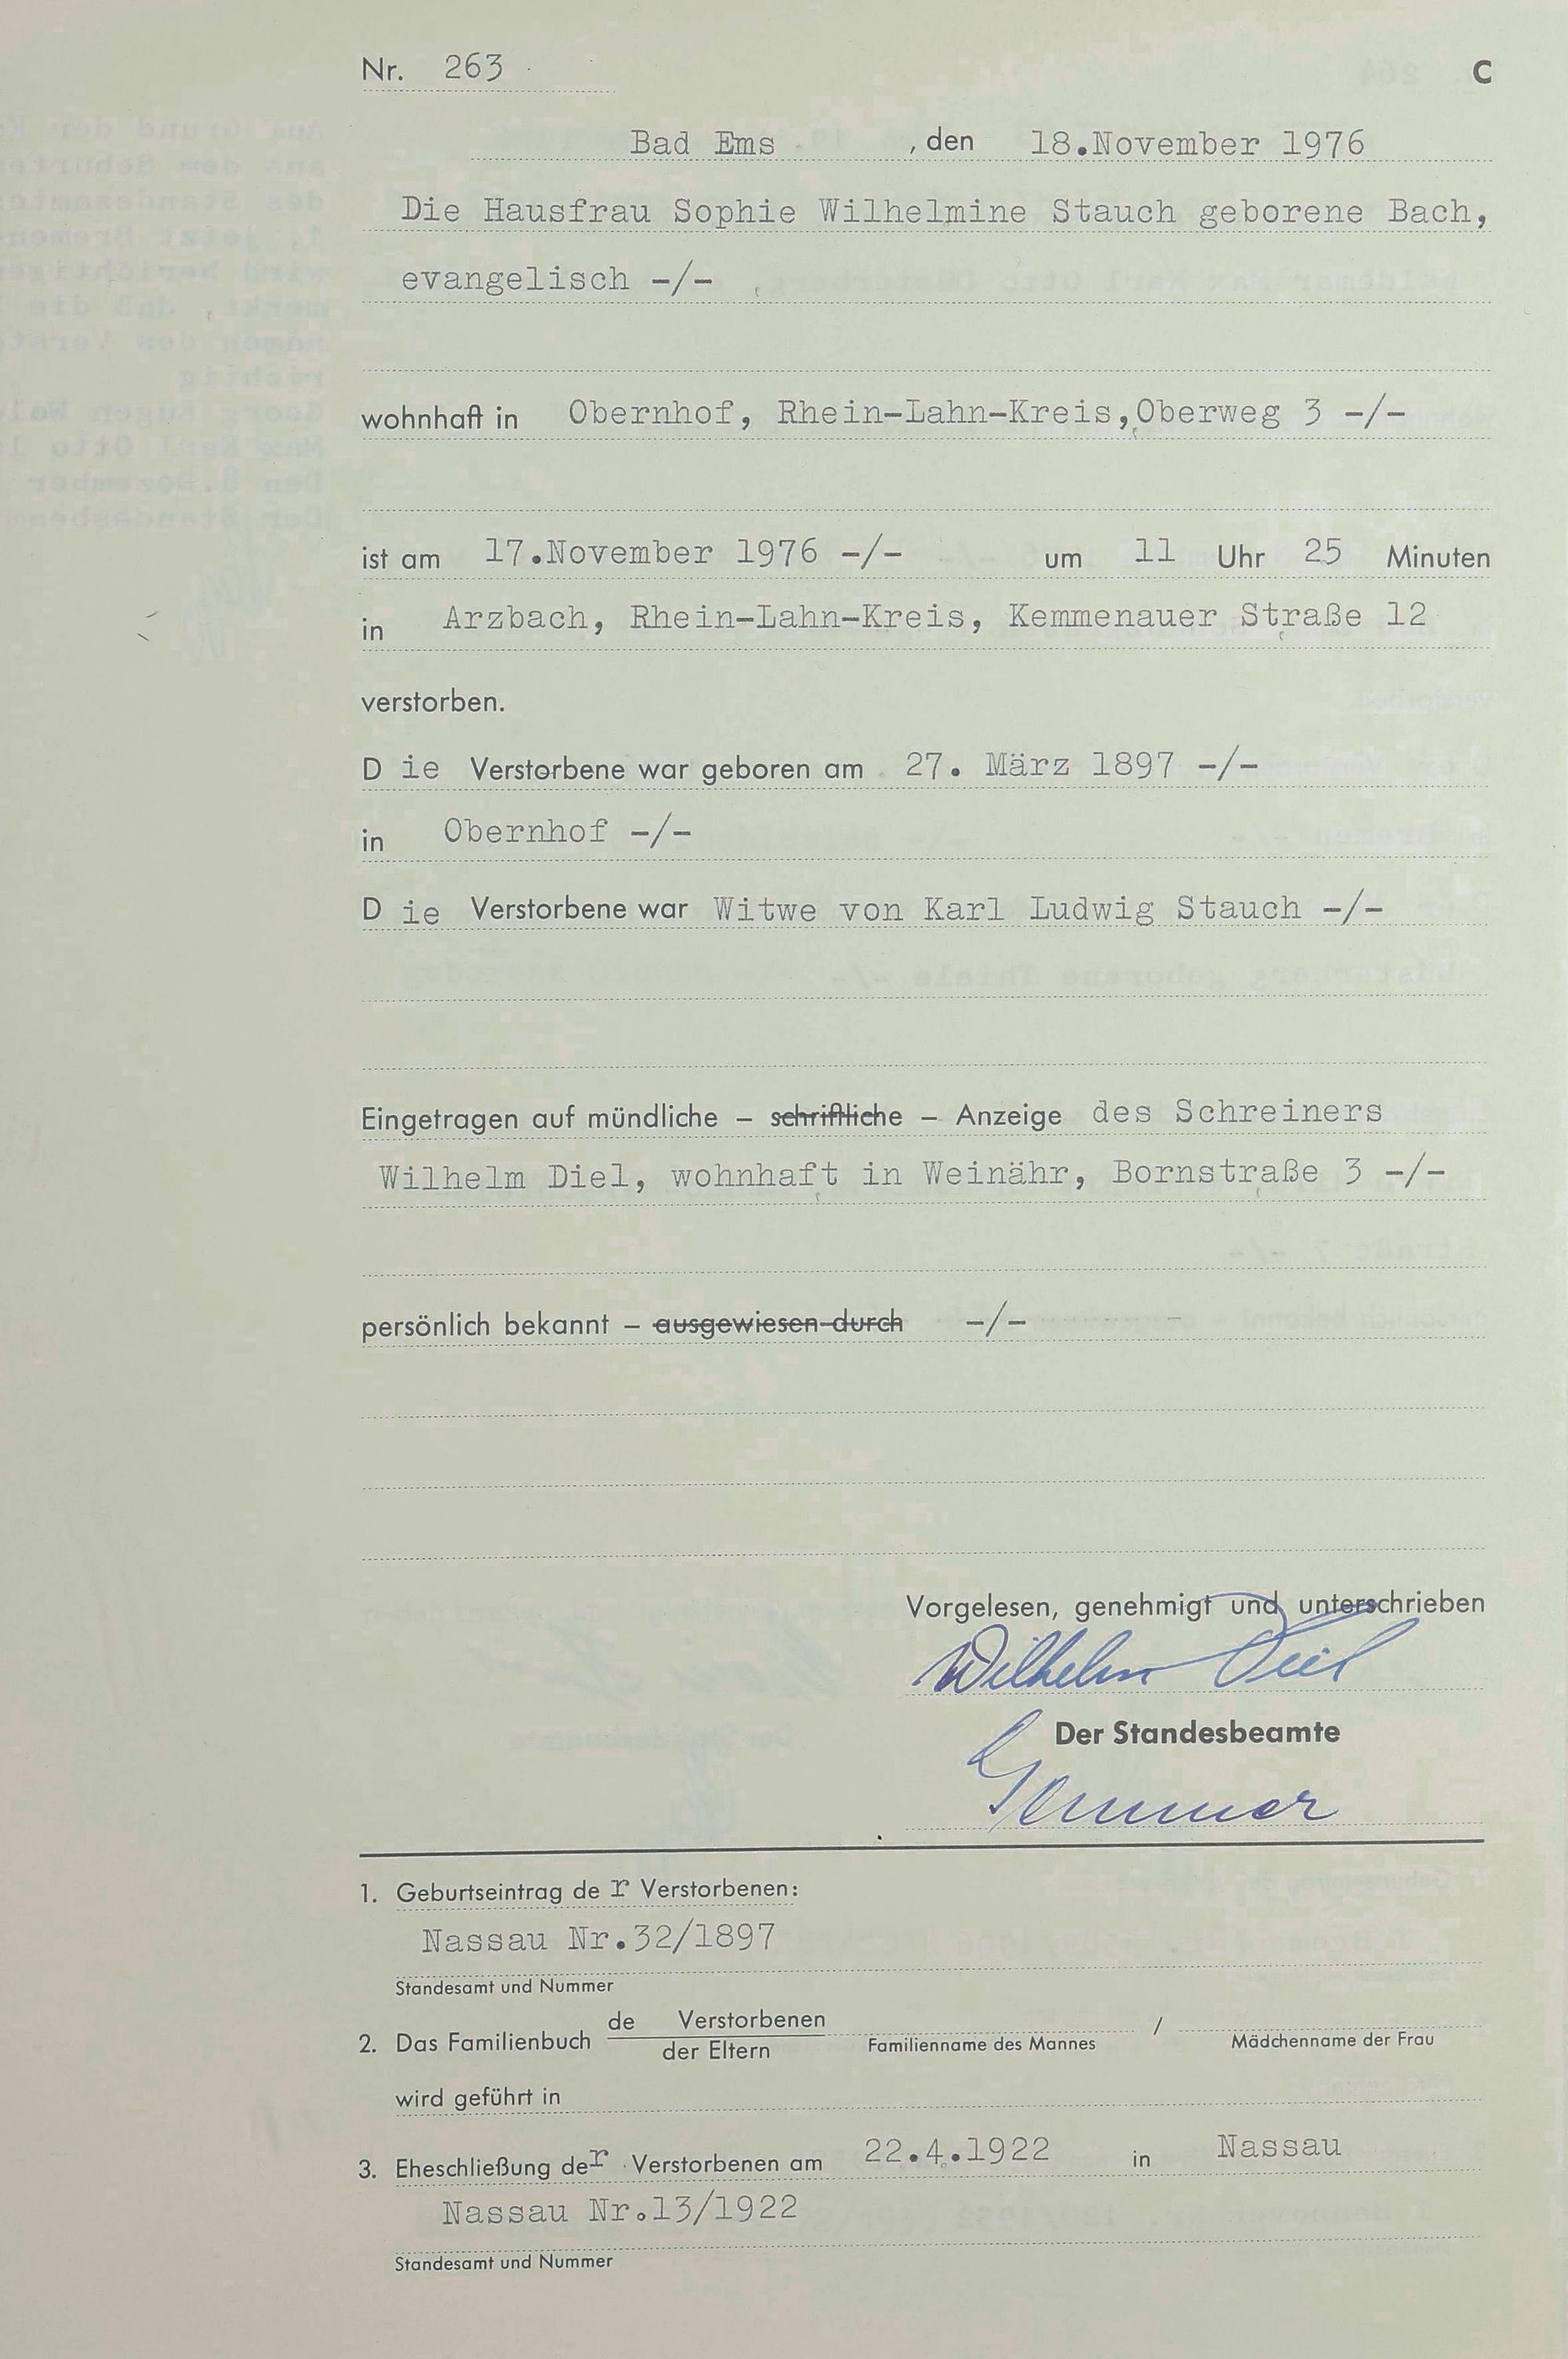 Nr. 263
C
Bad Ems , den 18.November 1976
Die Hausfrau Sophie Wilhelmine Stauch geborene Bach,
evangelisch -/-
wohnhaft in Obernhof, Rhein-Lahn-Kreis,Oberweg 3 -/-
ist am 17.November 1976 -/- um 11 Uhr 25 Minuten
in Arzbach, Rhein-Lahn-Kreis, Kemmenauer Straße 12
verstorben.
D ie Verstorbene war geboren am 27. März 1897 -/-
in Obernhof -/-
D ie Verstorbene war Witwe von Karl Ludwig Stauch -/-
Eingetragen auf mündliche – schriftliche – Anzeige des Schreiners
Wilhelm Diel, wohnhaft in Weinähr, Bornstraße 3 -/-
persönlich bekannt – ausgewiesen durch -/-
Vorgelesen, genehmigt und unterschrieben
Wilhelm Diel
Der Standesbeamte
1. Geburtseintrag de r Verstorbenen:
Nassau Nr.32/1897
Standesamt und Nummer
2. Das Familienbuch de Verstorbenen
der Eltern
/
Familienname des Mannes
Mädchenname der Frau
wird geführt in
3. Eheschließung der Verstorbenen am 22.4.1922 in Nassau
Nassau Nr.13/1922
Standesamt und Nummer